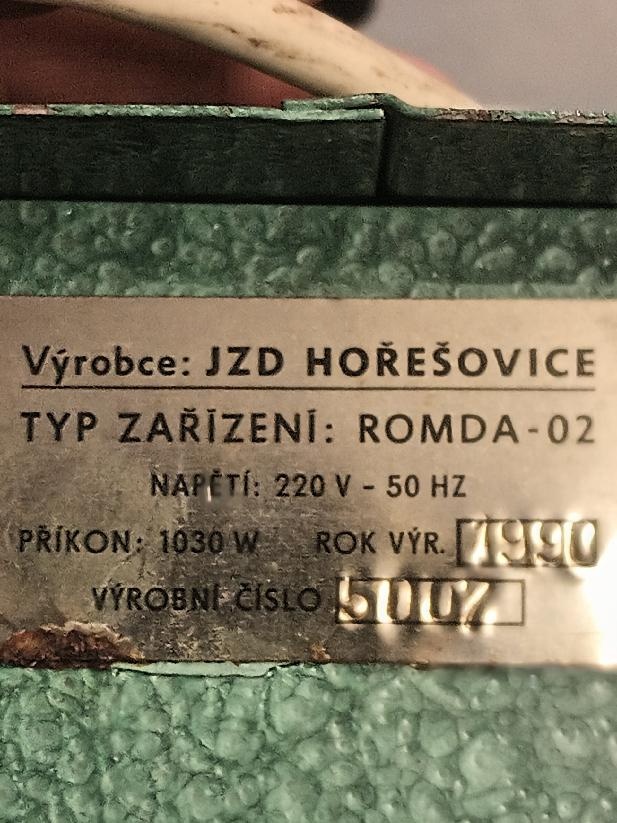 Výrobce: JZD HOŘEŠOVICE
TYP ZAŘÍZENÍ: ROMDA-02
NAPĚTÍ: 220 V - 50 HZ
PŘÍKON: 1030 W ROK VÝR. 1990
VÝROBNÍ ČÍSLO 5007